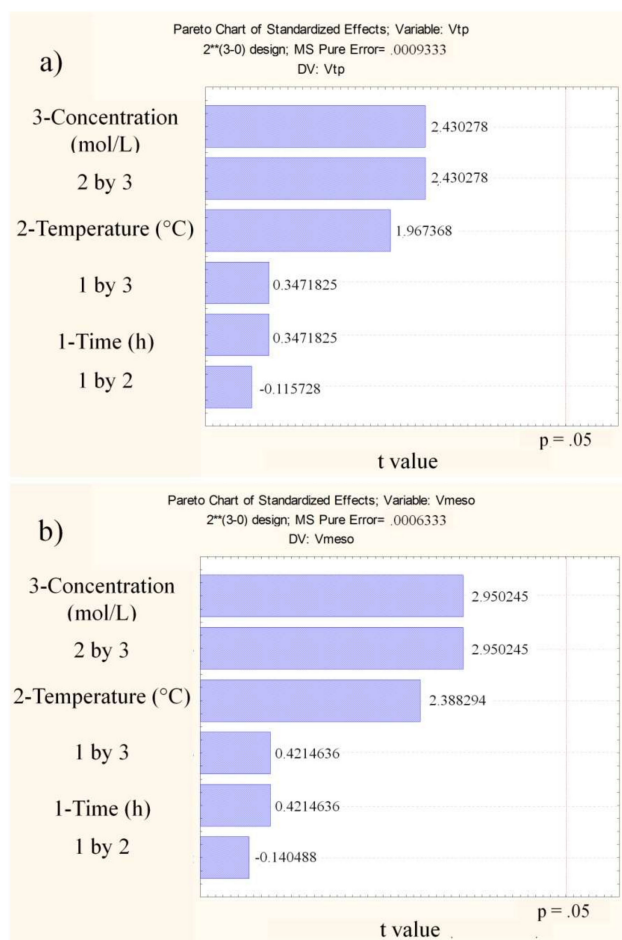 Pareto Chart of Standardized Effects; Variable: Vtp
2**(3-0) design; MS Pure Error= .0009333
DV: Vtp
a)
3-Concentration
(mol/L)
2.430278
2 by 3
2.430278
2-Temperature (°C)
1.967368
1 by 3
0.3471825
1-Time (h)
0.3471825
1 by 2
-0.115728
p = .05
t value
Pareto Chart of Standardized Effects; Variable: Vmeso
2**(3-0) design; MS Pure Error= .0006333
DV: Vmeso
b)
3-Concentration
(mol/L)
2.950245
2 by 3
2.950245
2-Temperature (°C)
2.388294
1 by 3
0.4214636
1-Time (h)
0.4214636
1 by 2
-0.140488
p = .05
t value